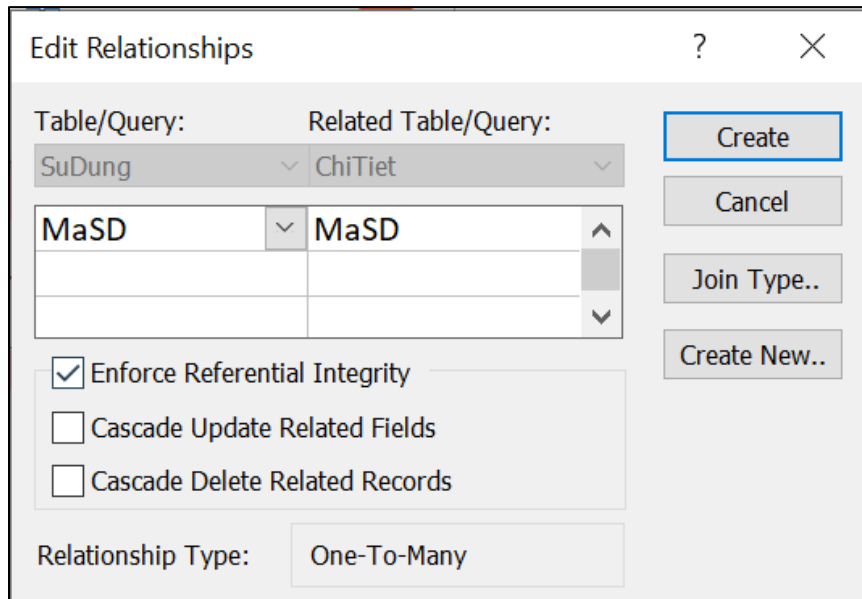 Edit Relationships
Table/Query: Related Table/Query:
SuDung ChiTiet
MaSD MaSD
Enforce Referential Integrity
Cascade Update Related Fields
Cascade Delete Related Records
Relationship Type: One-To-Many
Create
Cancel
Join Type..
Create New..